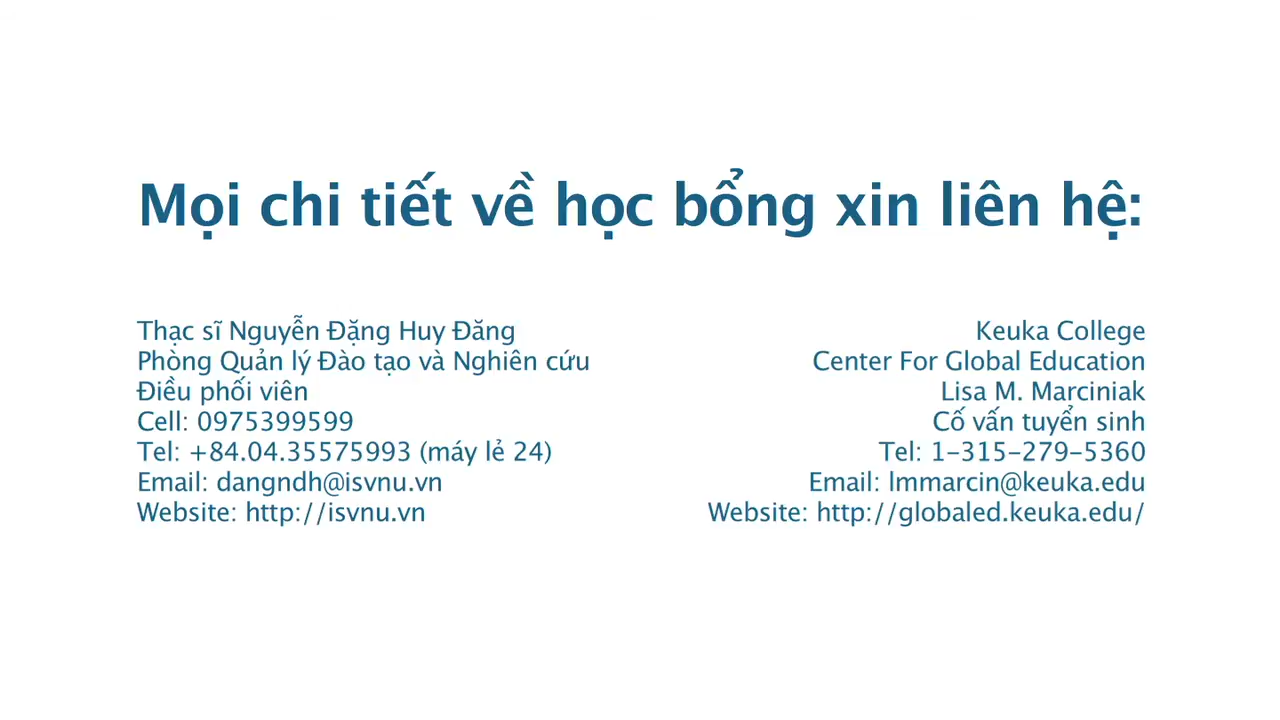 Mọi chi tiết về học bổng xin liên hệ:
Thạc sĩ Nguyễn Đặng Huy Đăng
Phòng Quản lý Đào tạo và Nghiên cứu
Điều phối viên
Cell: 0975399599
Tel: +84.04.35575993 (máy lẻ 24)
Email: dangndh@isvnu.vn
Website: http://isvnu.vn
Keuka College
Center For Global Education
Lisa M. Marciniak
Cố vấn tuyển sinh
Tel: 1-315-279-5360
Email: lmmarcin@keuka.edu
Website: http://globaled.keuka.edu/